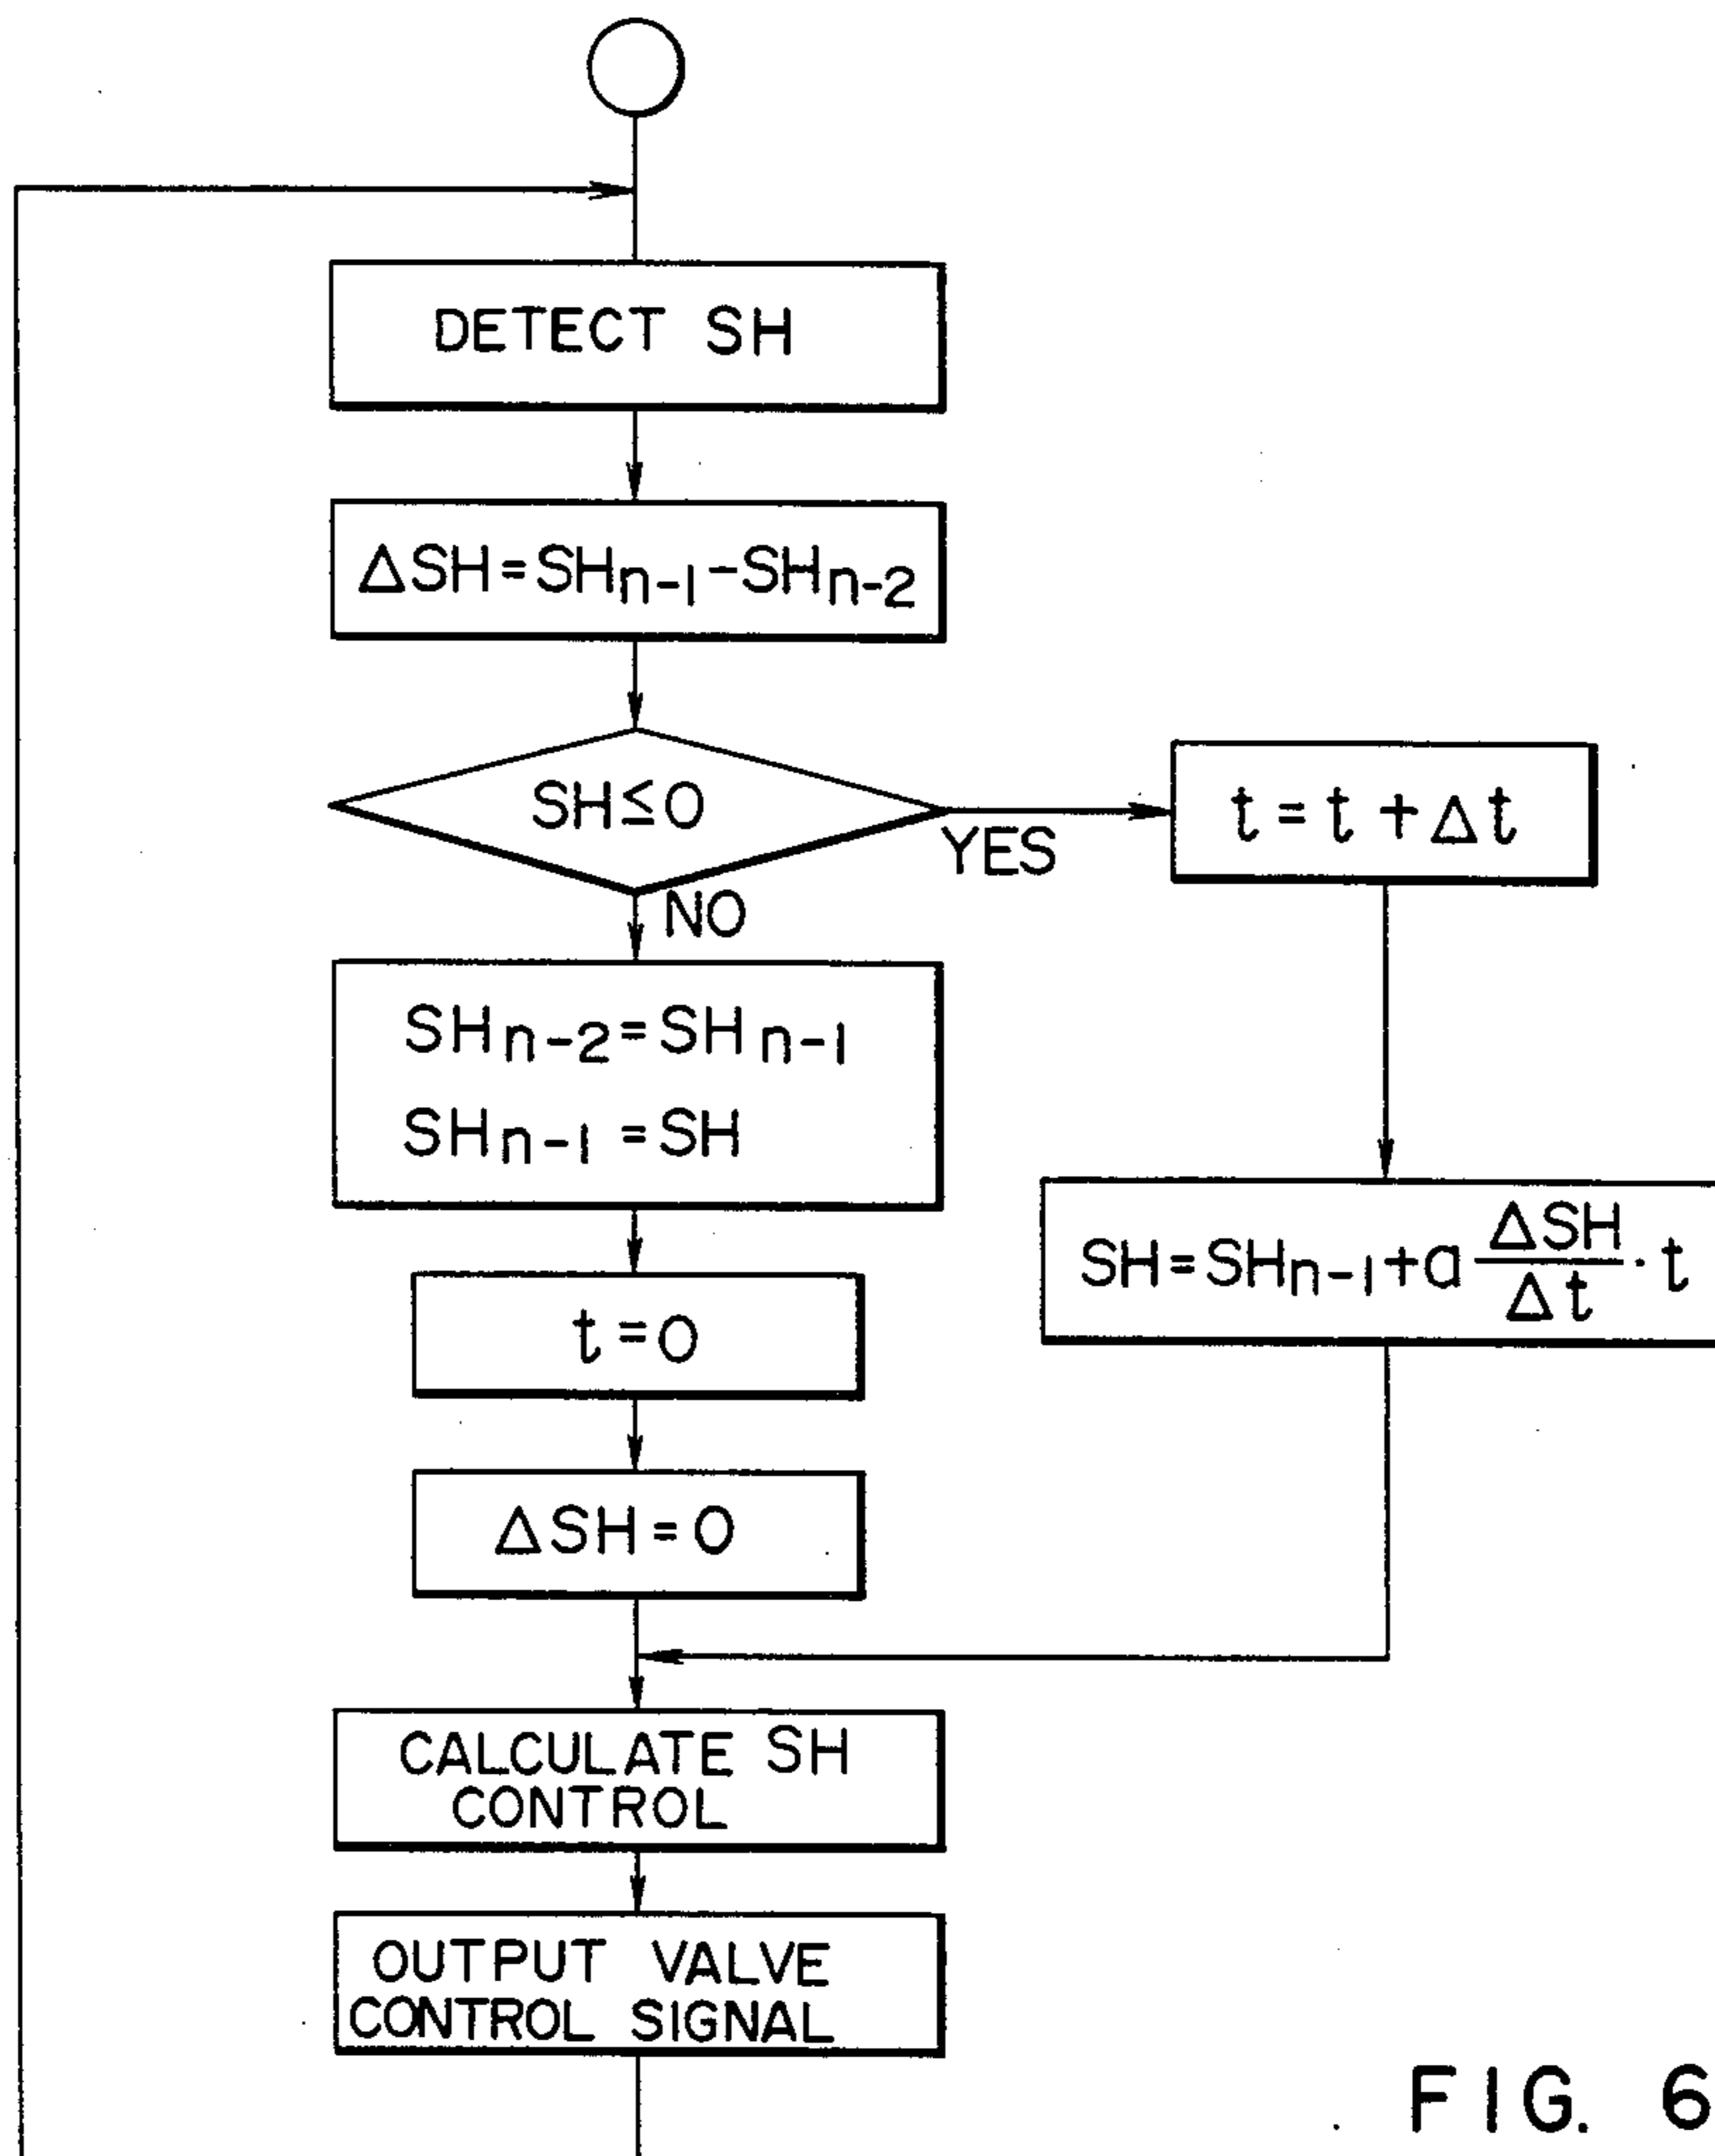 DETECT SH
ΔSH=SHn-1-SHn-2
SH≤0
YES
t=t+Δt
NO
SHn-2=SHn-1
SHn-1=SH
SH=SHn-1+a ΔSH/Δt·t
t=0
ΔSH=0
CALCULATE SH
CONTROL
OUTPUT VALVE
CONTROL SIGNAL
FIG. 6